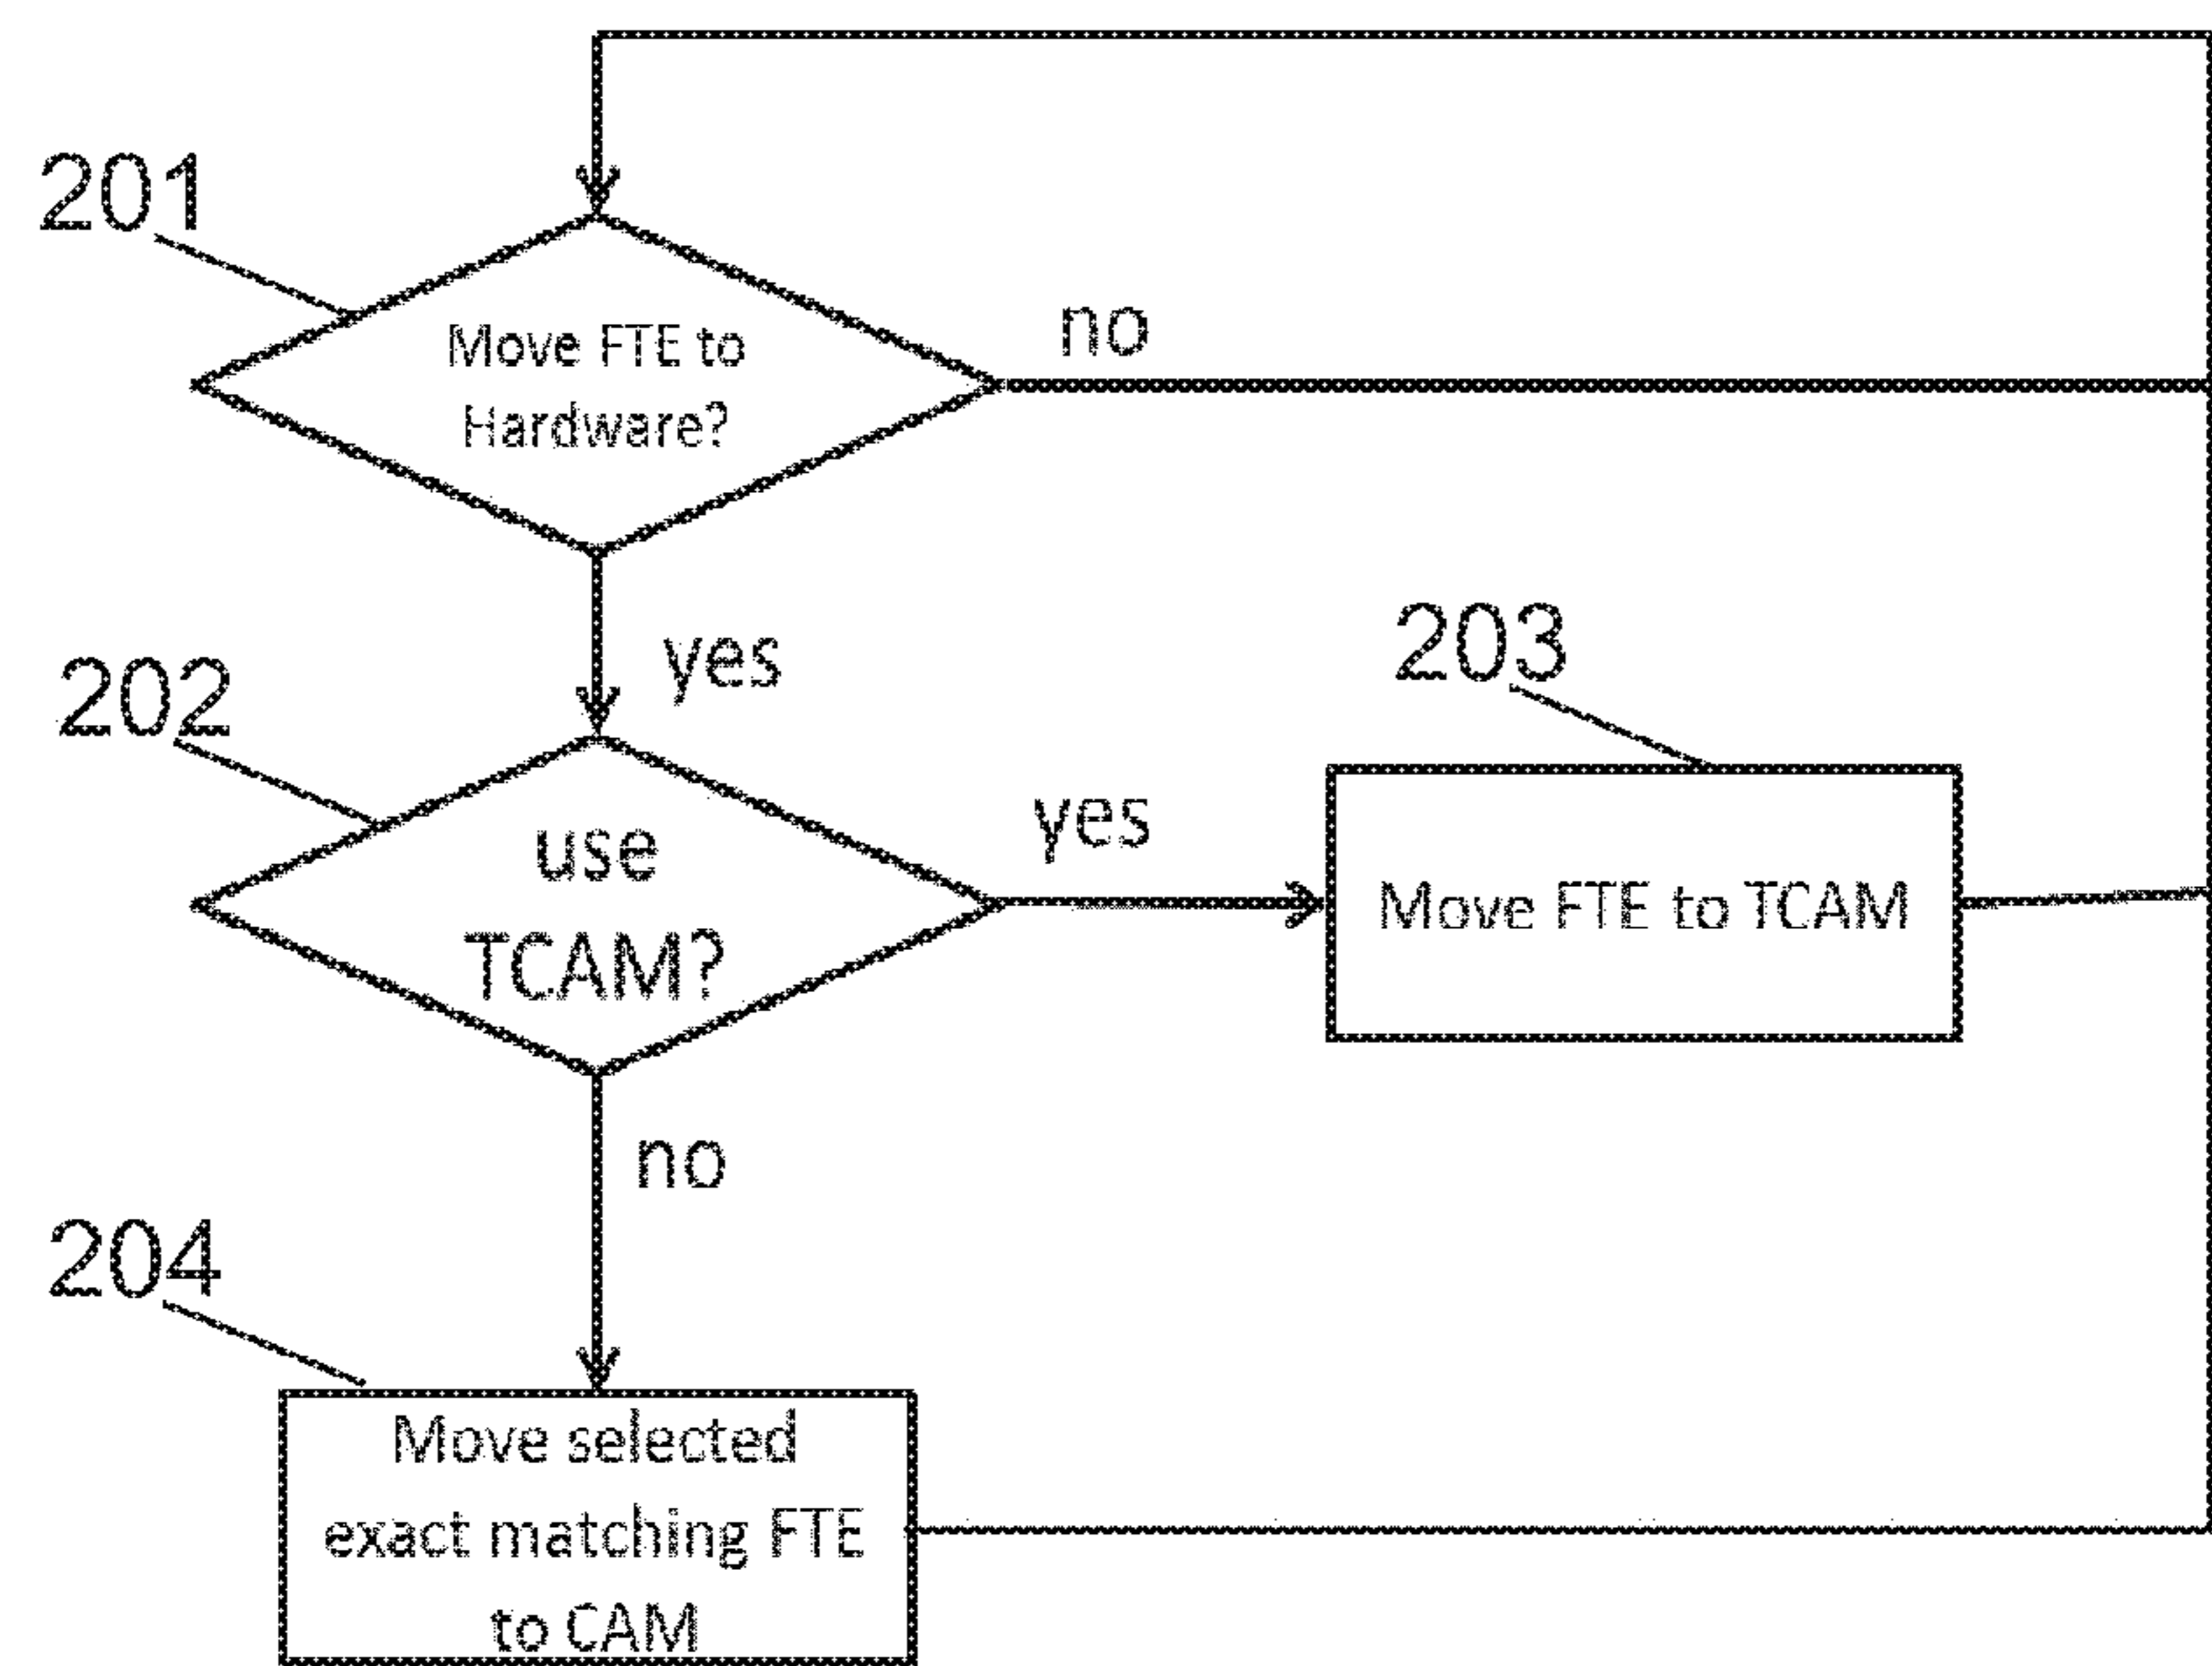 201
Move FTE to
Hardware?
no
yes
202
use
TCAM?
yes
203
Move FTE to TCAM
no
204
Move selected
exact matching FTE
to CAM